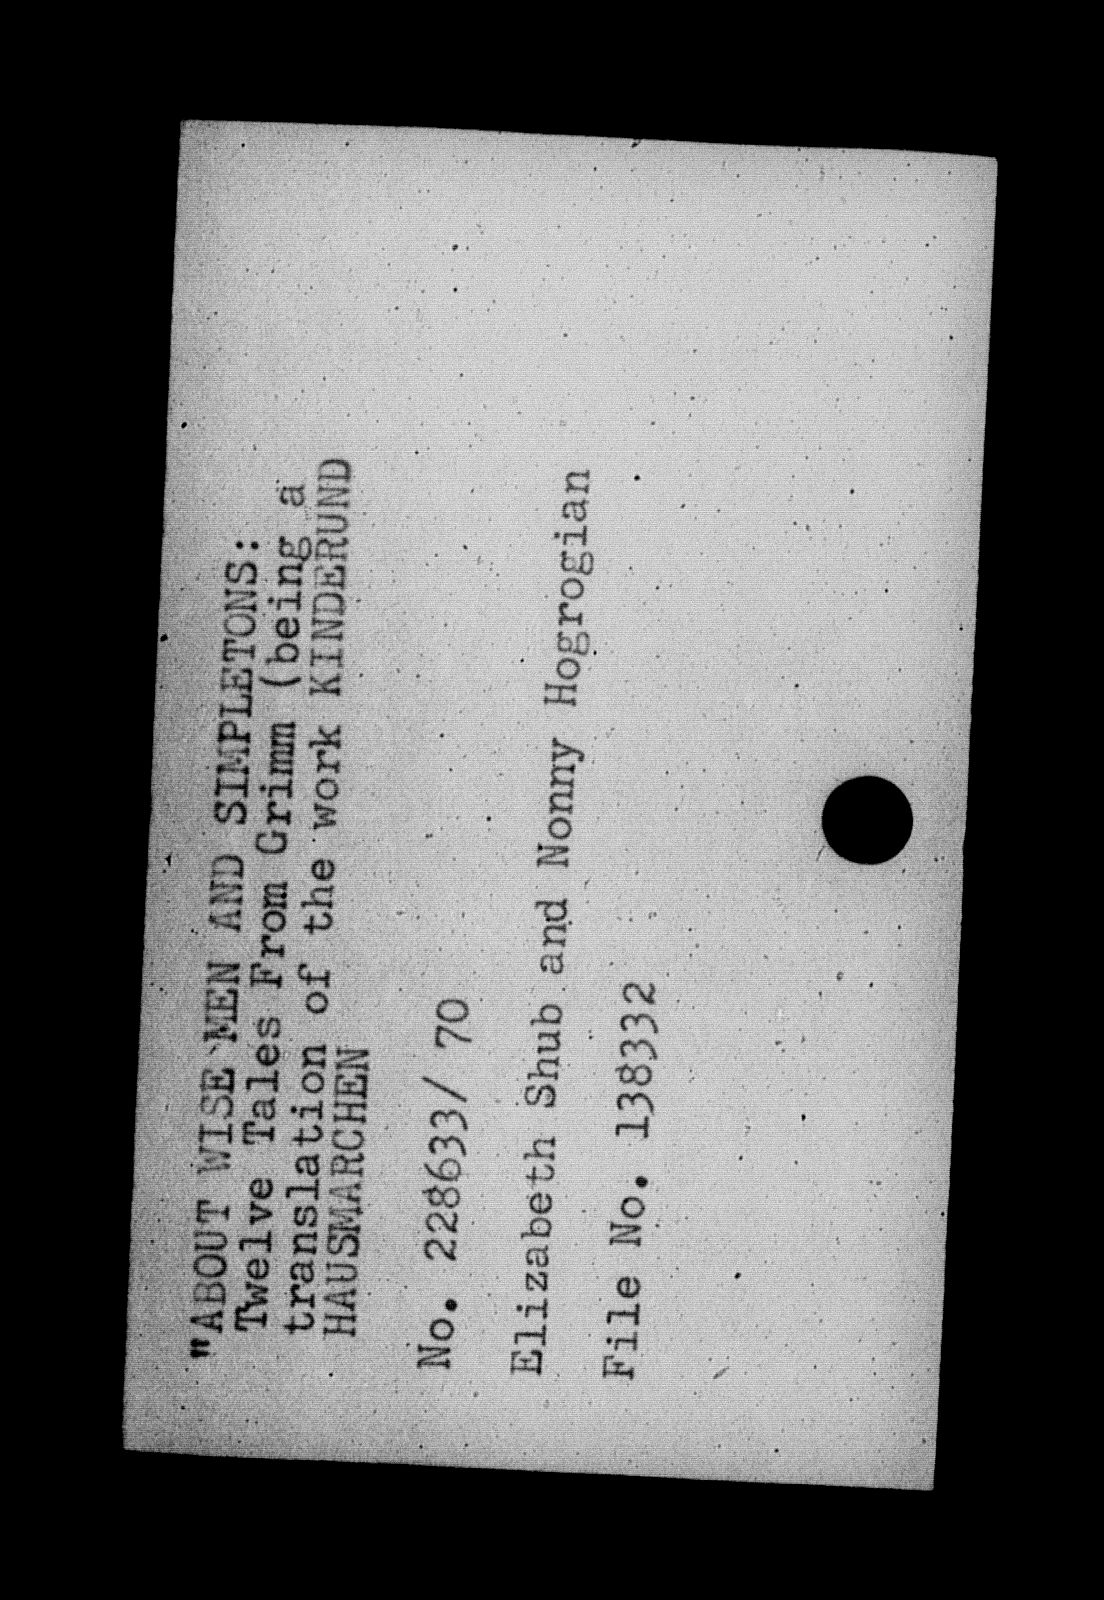 "ABOUT WISE MEN AND SIMPLETONS:
Twelve Tales From Grimm (being a
translation of the work KINDERUND
HAUSMARCHEN
No. 228633/ 70
Elizabeth Shub and Nonny Hogrogian
File No. 138332